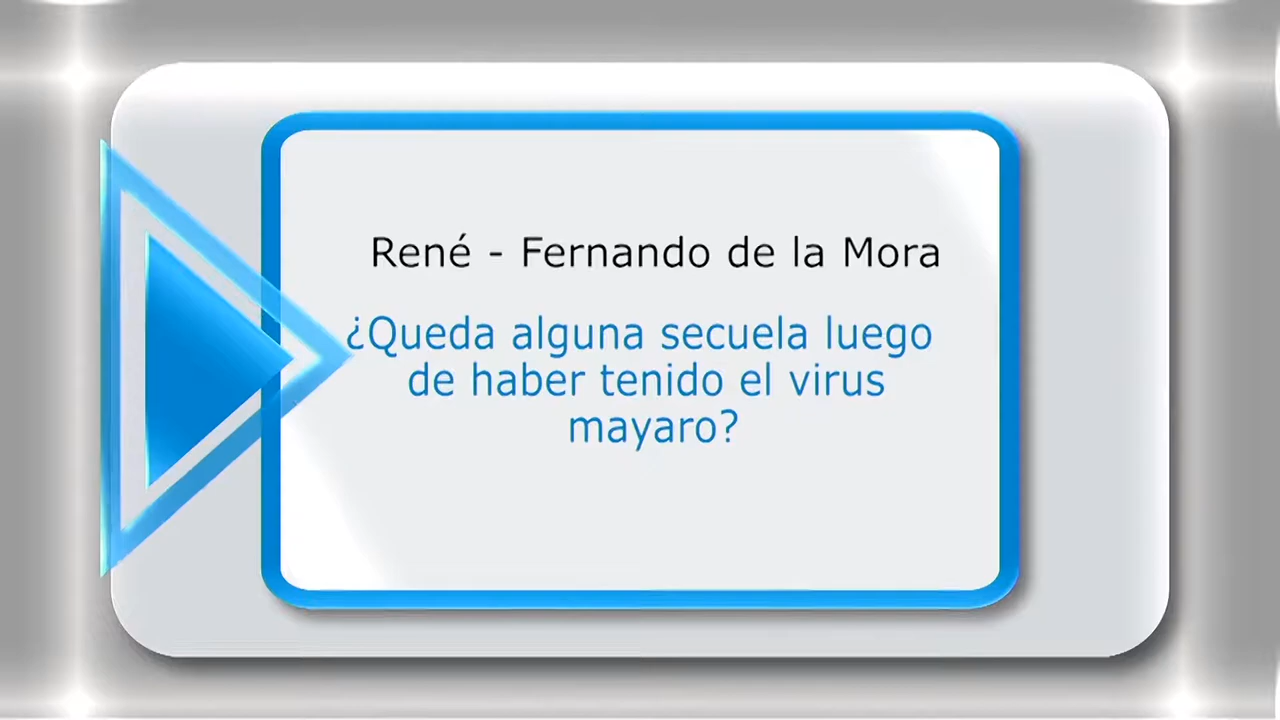 René - Fernando de la Mora
¿Queda alguna secuela luego
de haber tenido el virus
mayaro?